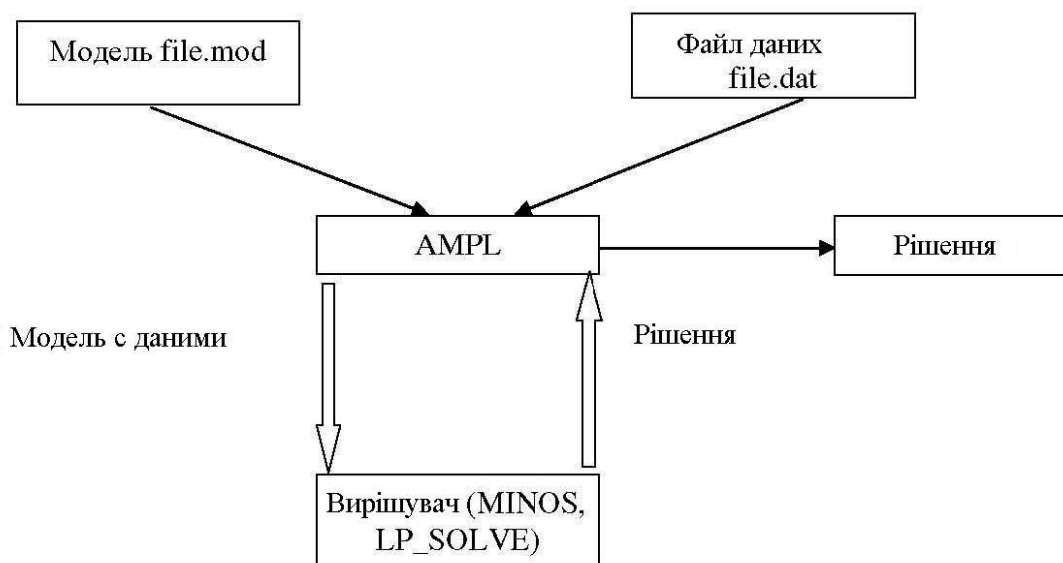 Модель file.mod
Файл даних
file.dat
AMPL
Рішення
Модель с даними
Рішення
Вирішувач (MINOS,
LP_SOLVE)